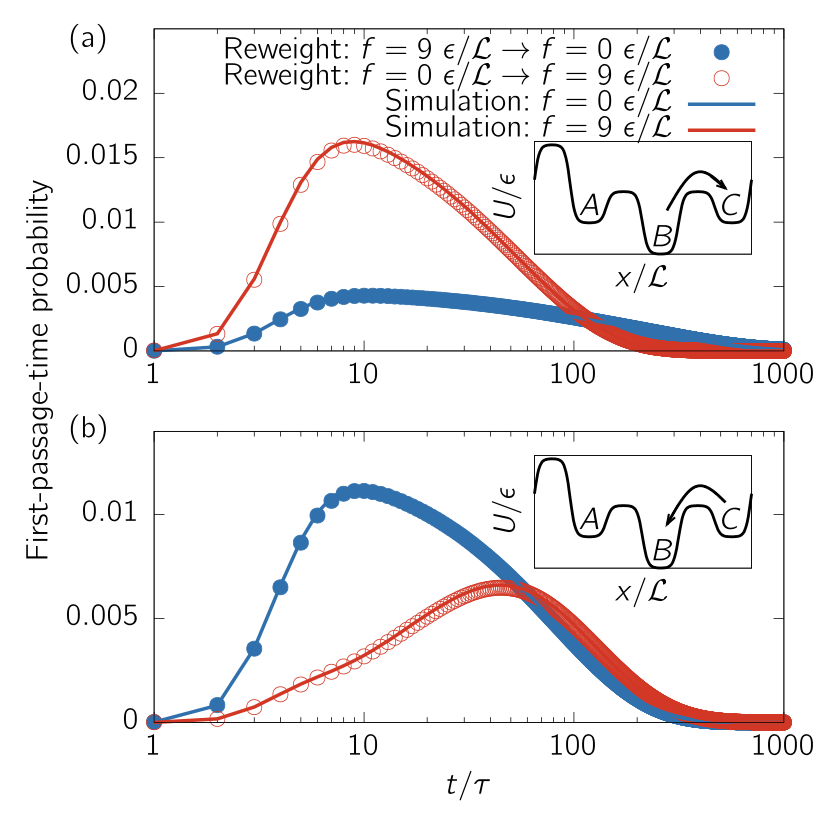 (a)
Reweight: f = 9 ϵ/ℒ → f = 0 ϵ/ℒ
Reweight: f = 0 ϵ/ℒ → f = 9 ϵ/ℒ
Simulation: f = 0 ϵ/ℒ
Simulation: f = 9 ϵ/ℒ
0.02
0.015
0.01
0.005
0
1
10
100
1000
U/ϵ
A
B
C
x/ℒ
First-passage-time probability
(b)
0.01
0.005
0
1
10
100
1000
U/ϵ
A
B
C
x/ℒ
t/τ